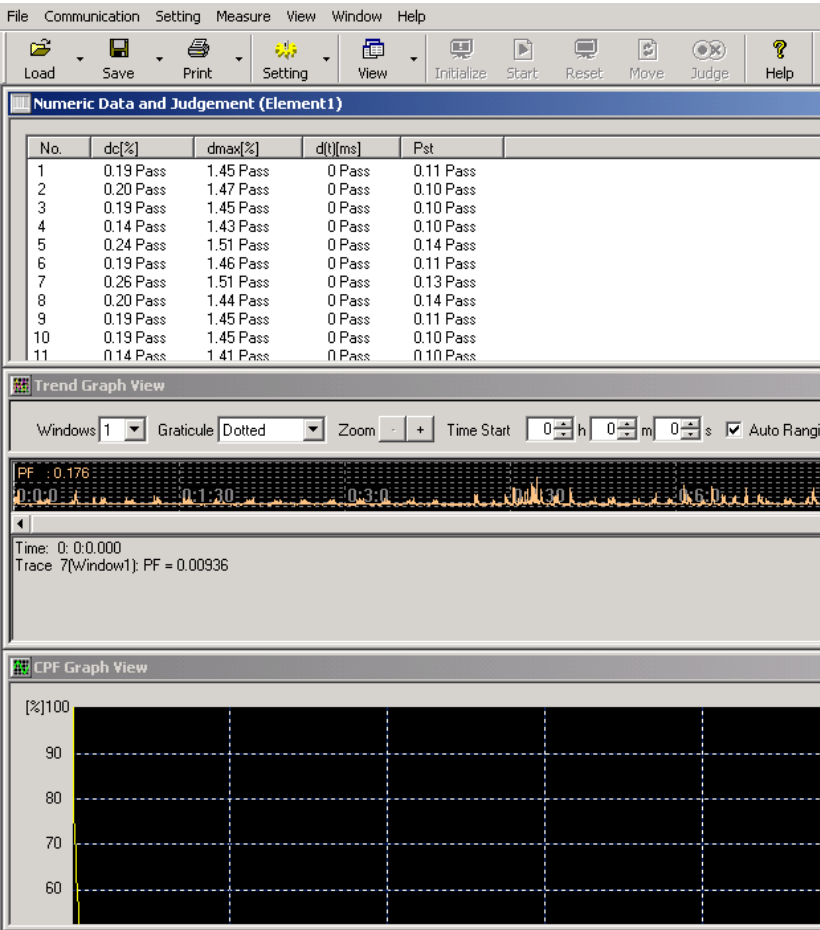 File Communication Setting Measure View Window Help
Load Save Print Setting View Initialize Start Reset Move Judge Help
Numeric Data and Judgement (Element1)
No. dc[%] dmax[%] d(t)[ms] Pst
1 0.19 Pass 1.45 Pass 0 Pass 0.11 Pass
2 0.20 Pass 1.47 Pass 0 Pass 0.10 Pass
3 0.19 Pass 1.45 Pass 0 Pass 0.10 Pass
4 0.14 Pass 1.43 Pass 0 Pass 0.10 Pass
5 0.24 Pass 1.51 Pass 0 Pass 0.14 Pass
6 0.19 Pass 1.46 Pass 0 Pass 0.11 Pass
7 0.26 Pass 1.51 Pass 0 Pass 0.13 Pass
8 0.20 Pass 1.44 Pass 0 Pass 0.14 Pass
9 0.19 Pass 1.45 Pass 0 Pass 0.11 Pass
10 0.19 Pass 1.45 Pass 0 Pass 0.10 Pass
11 0.14 Pass 1.41 Pass 0 Pass 0.10 Pass
Trend Graph View
Windows 1 Graticule Dotted Zoom - + Time Start 0 h 0 m 0 s Auto Rangi
PF : 0.176
0:0:0 0:1:30 0:3:0 0:6:0
Time: 0: 0:0.000
Trace 7(Window1): PF = 0.00936
CPF Graph View
[%]100
90
80
70
60